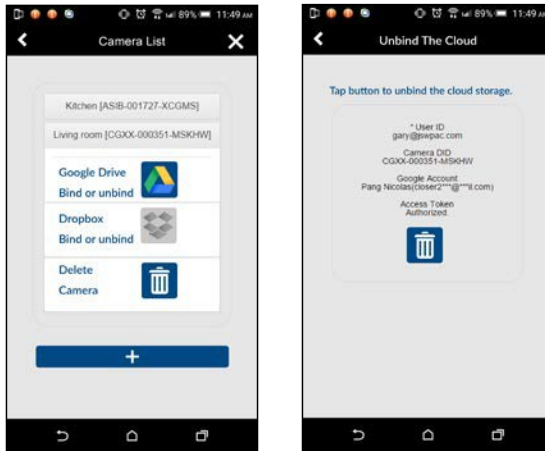 89% 11:49 AM
Camera List
Kitchen [ASIB-001727-XCGMS]
Living room [CGXX-000351-MSKHW]
Google Drive
Bind or unbind
Dropbox
Bind or unbind
Delete
Camera
+
89% 11:49 AM
Unbind The Cloud
Tap button to unbind the cloud storage.
* User ID
gary@jswpac.com
Camera DID
CGXX-000351-MSKHW
Google Account
Pang Nicolas(closer2***@***il.com)
Access Token
Authorized.